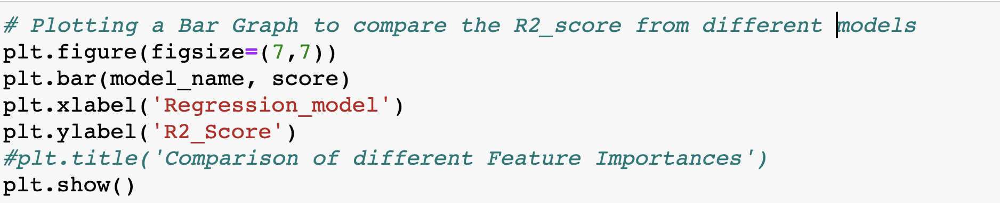 # Plotting a Bar Graph to compare the R2_score from different models
plt.figure(figsize=(7,7))
plt.bar(model_name, score)
plt.xlabel('Regression_model')
plt.ylabel('R2_Score')
#plt.title('Comparison of different Feature Importances')
plt.show()